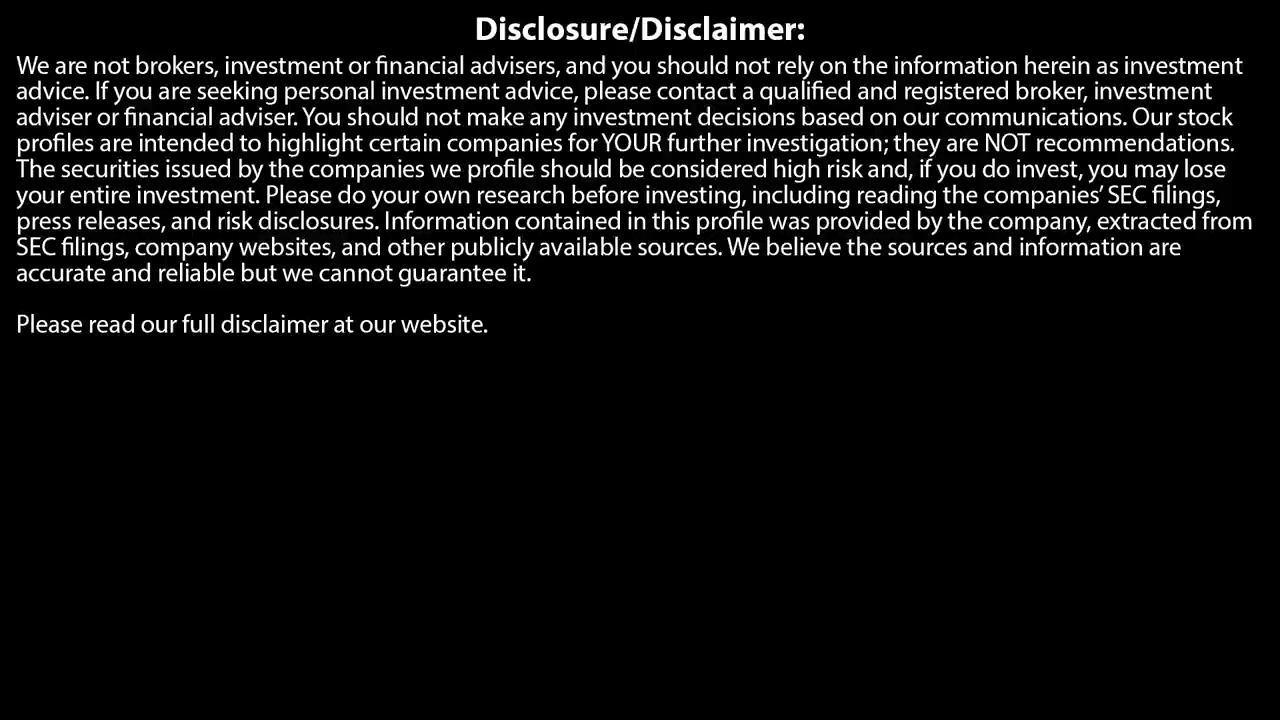 Disclosure/Disclaimer:
We are not brokers, investment or financial advisers, and you should not rely on the information herein as investment
advice. If you are seeking personal investment advice, please contact a qualified and registered broker, investment
adviser or financial adviser. You should not make any investment decisions based on our communications. Our stock
profiles are intended to highlight certain companies for YOUR further investigation; they are NOT recommendations.
The securities issued by the companies we profile should be considered high risk and, if you do invest, you may lose
your entire investment. Please do your own research before investing, including reading the companies’ SEC filings,
press releases, and risk disclosures. Information contained in this profile was provided by the company, extracted from
SEC filings, company websites, and other publicly available sources. We believe the sources and information are
accurate and reliable but we cannot guarantee it.
Please read our full disclaimer at our website.